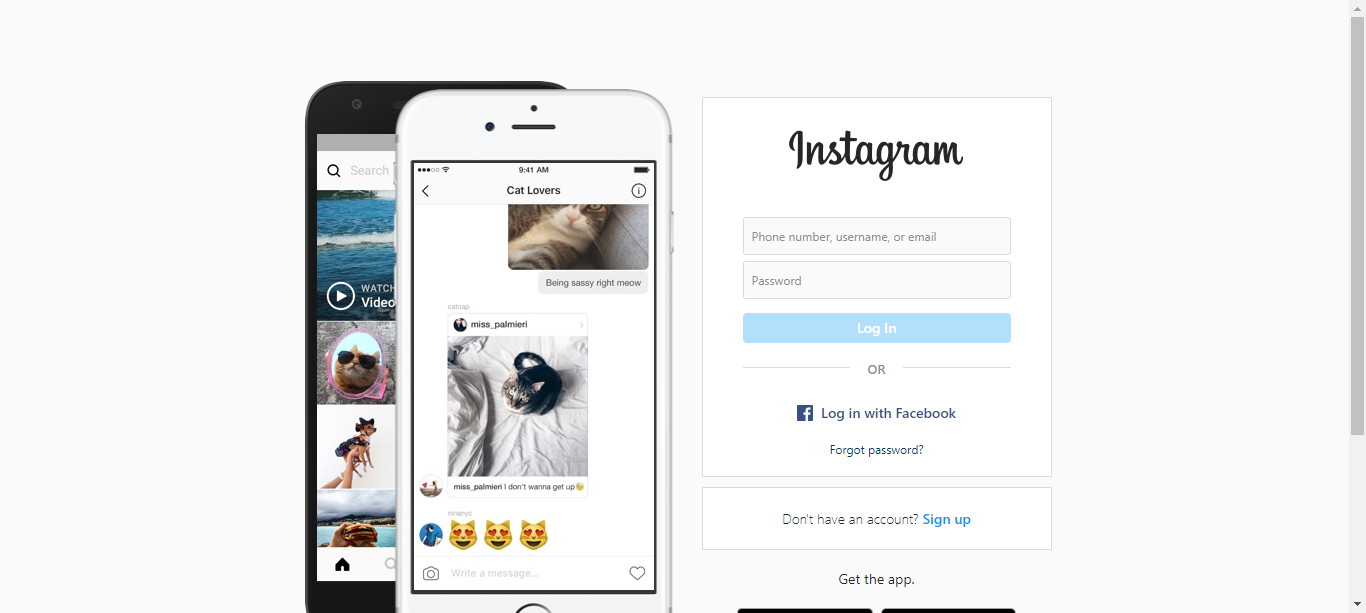 Search
WATCH
Video
9:41 AM
Cat Lovers
Being sassy right meow
catnap
miss_palmieri
miss_palmieri I don't wanna get up
ninanyc
Write a message...
Instagram
Phone number, username, or email
Password
Log In
OR
Log in with Facebook
Forgot password?
Don't have an account? Sign up
Get the app.